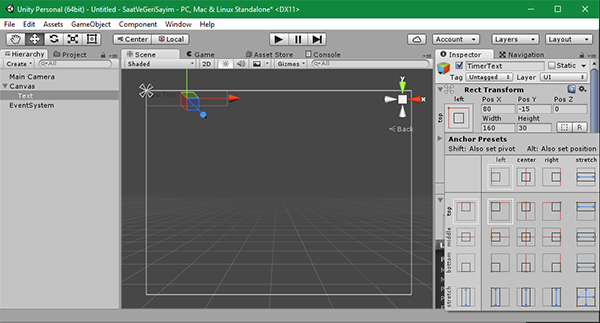 Unity Personal (64bit) - Untitled - SaatVeGeriSayim - PC, Mac & Linux Standalone* <DX11>
File Edit Assets GameObject Component Window Help
Center Local Account Layers Layout
Hierarchy Project Scene Game Asset Store Console Inspector Navigation
Create All Shaded 2D Gizmos All TimerText Static
Main Camera
Canvas
Text
EventSystem
Tag Untagged Layer UI
Rect Transform
left Pos X Pos Y Pos Z
80 -15 0
Width Height
top 160 30 R
Anchor Presets
Shift: Also set pivot Alt: Also set position
left center right stretch
top
middle
bottom
stretch
y
x
Back